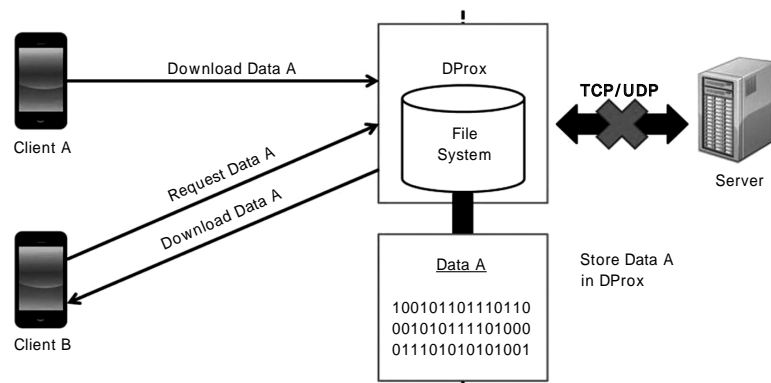 Download Data A
DProx
TCP/UDP
File
System
Client A
Server
Request Data A
Download Data A
Data A
Store Data A
in DProx
100101101110110
001010111101000
011101010101001
Client B